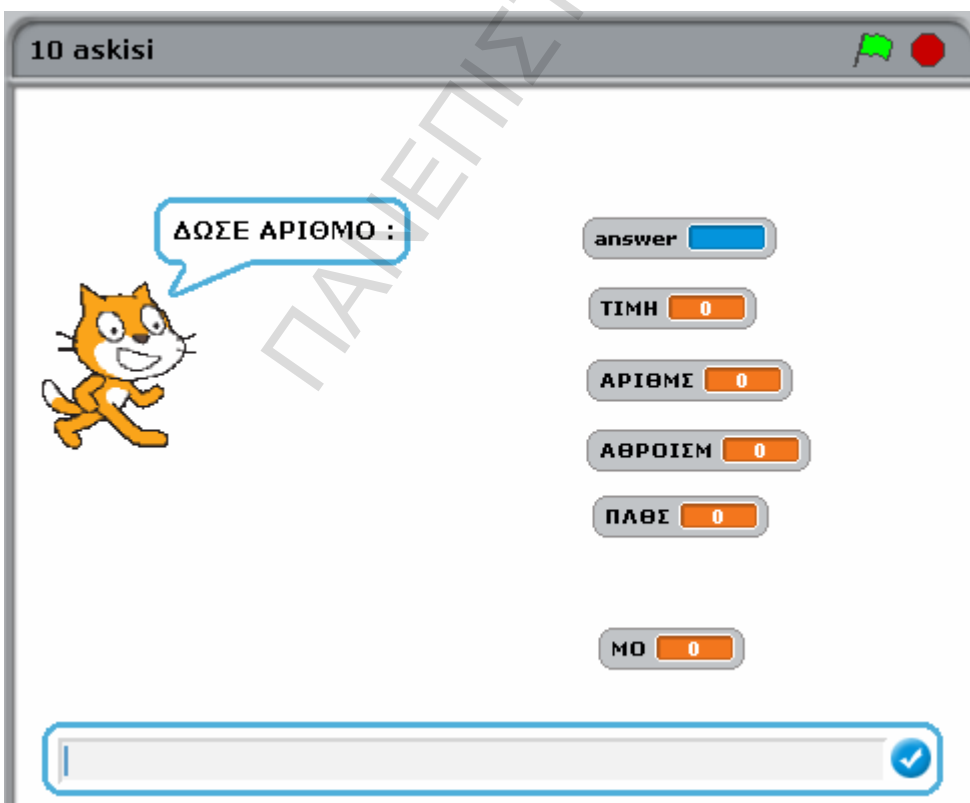 10 askisi
ΔΩΣΕ ΑΡΙΘΜΟ :
answer
ΤΙΜΗ 0
ΑΡΙΘΜΣ 0
ΑΘΡΟΙΣΜ 0
ΠΛΘΣ 0
ΜΟ 0